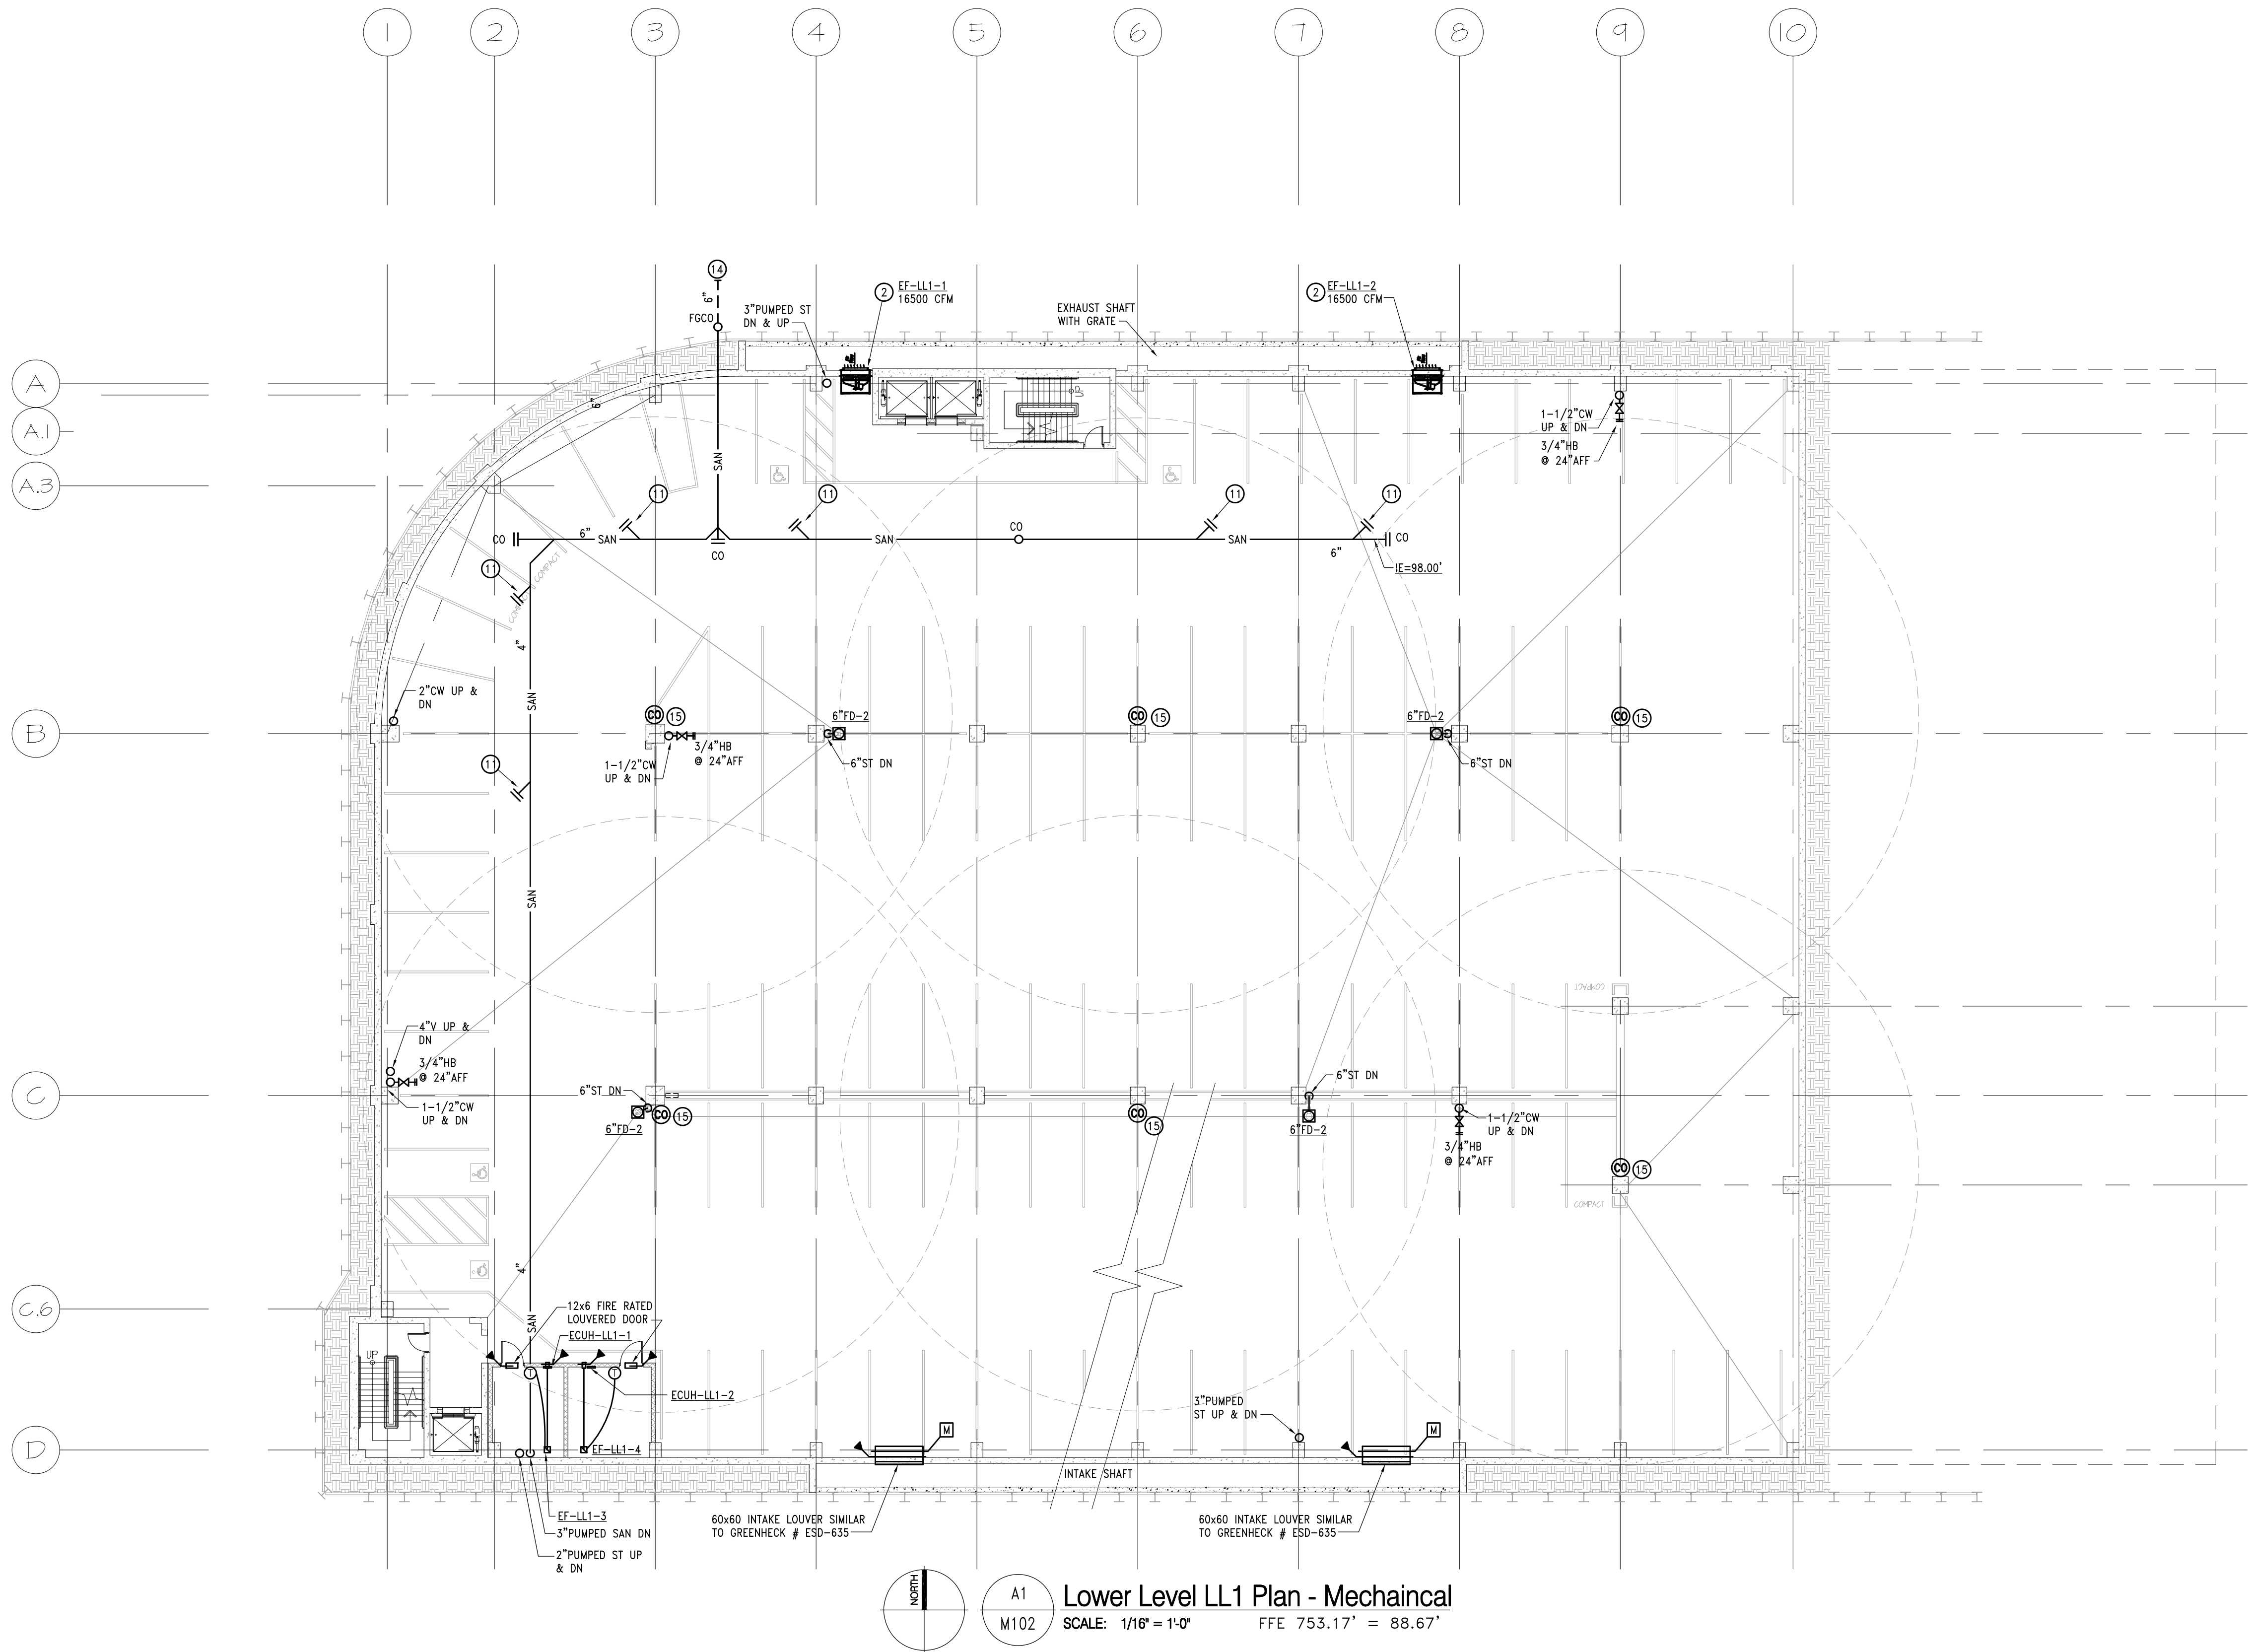 1 2 3 4 5 6 7 8 9 10
14
6"
FGCO
3"PUMPED ST
DN & UP
2 EF-LL1-1
16500 CFM
EXHAUST SHAFT
WITH GRATE
2 EF-LL1-2
16500 CFM
A
6"
UP
1-1/2"CW
UP & DN
3/4"HB
@ 24"AFF
A.1
SAN
A.3
11 11 11 11
CO 6" SAN CO SAN CO SAN 6" CO
IE=98.00'
11
COMPACT
COMPACT
4"
SAN
2"CW UP &
DN
B
CO 15
6"FD-2
CO 15
6"FD-2
CO 15
3/4"HB
@ 24"AFF
1-1/2"CW
UP & DN
6"ST DN
6"ST DN
11
SAN
COMPACT
4"V UP &
DN
3/4"HB
@ 24"AFF
1-1/2"CW
UP & DN
C
6"ST DN
6"FD-2
CO 15
CO 15
6"ST DN
6"FD-2
1-1/2"CW
UP & DN
3/4"HB
@ 24"AFF
CO 15
COMPACT
4"
C.6
SAN
12x6 FIRE RATED
LOUVERED DOOR
ECUH-LL1-1
UP
T T
ECUH-LL1-2
3"PUMPED
ST UP & DN
D
EF-LL1-4
M
M
INTAKE SHAFT
EF-LL1-3
3"PUMPED SAN DN
2"PUMPED ST UP
& DN
60x60 INTAKE LOUVER SIMILAR
TO GREENHECK # ESD-635
60x60 INTAKE LOUVER SIMILAR
TO GREENHECK # ESD-635
NORTH
A1
M102
Lower Level LL1 Plan - Mechaincal
SCALE: 1/16" = 1'-0" FFE 753.17' = 88.67'